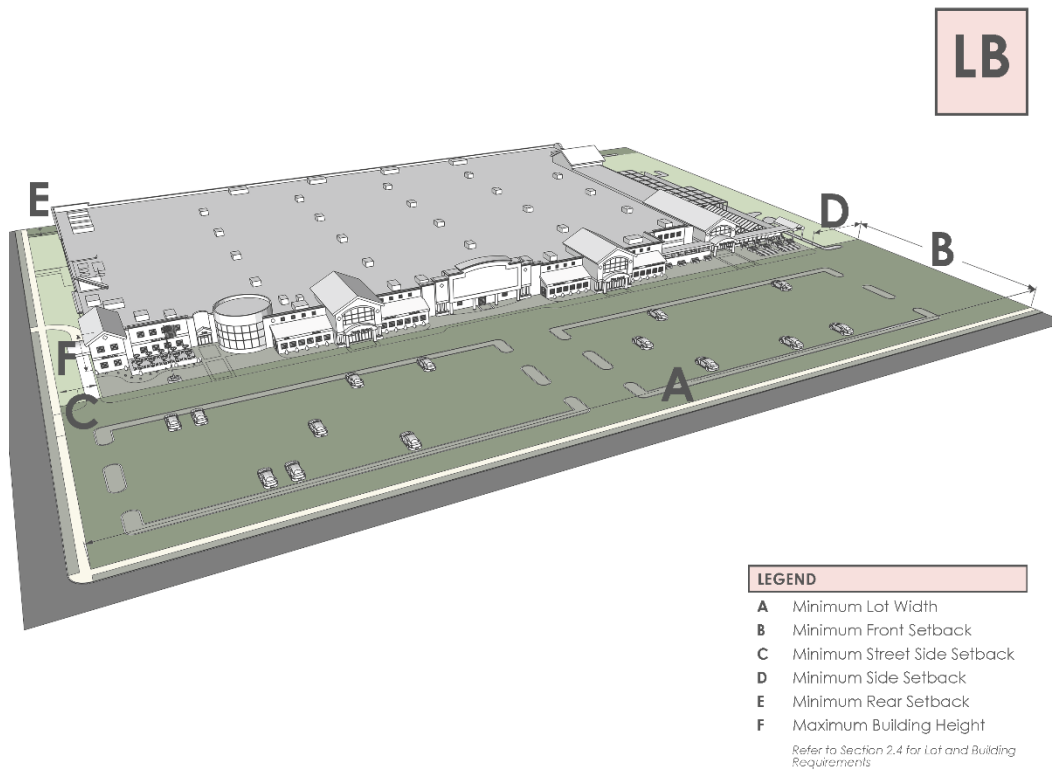 LB
E
D
B
F
A
C
LEGEND
A Minimum Lot Width
B Minimum Front Setback
C Minimum Street Side Setback
D Minimum Side Setback
E Minimum Rear Setback
F Maximum Building Height
Refer to Section 2.4 for Lot and Building
Requirements